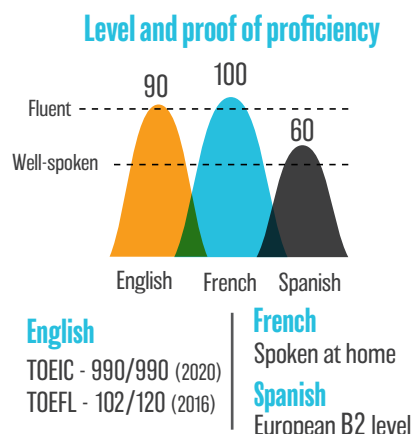 Level and proof of proficiency
90
100
60
Fluent
Well-spoken
English
French
Spanish
English
TOEIC - 990/990 (2020)
TOEFL - 102/120 (2016)
French
Spoken at home
Spanish
European B2 level